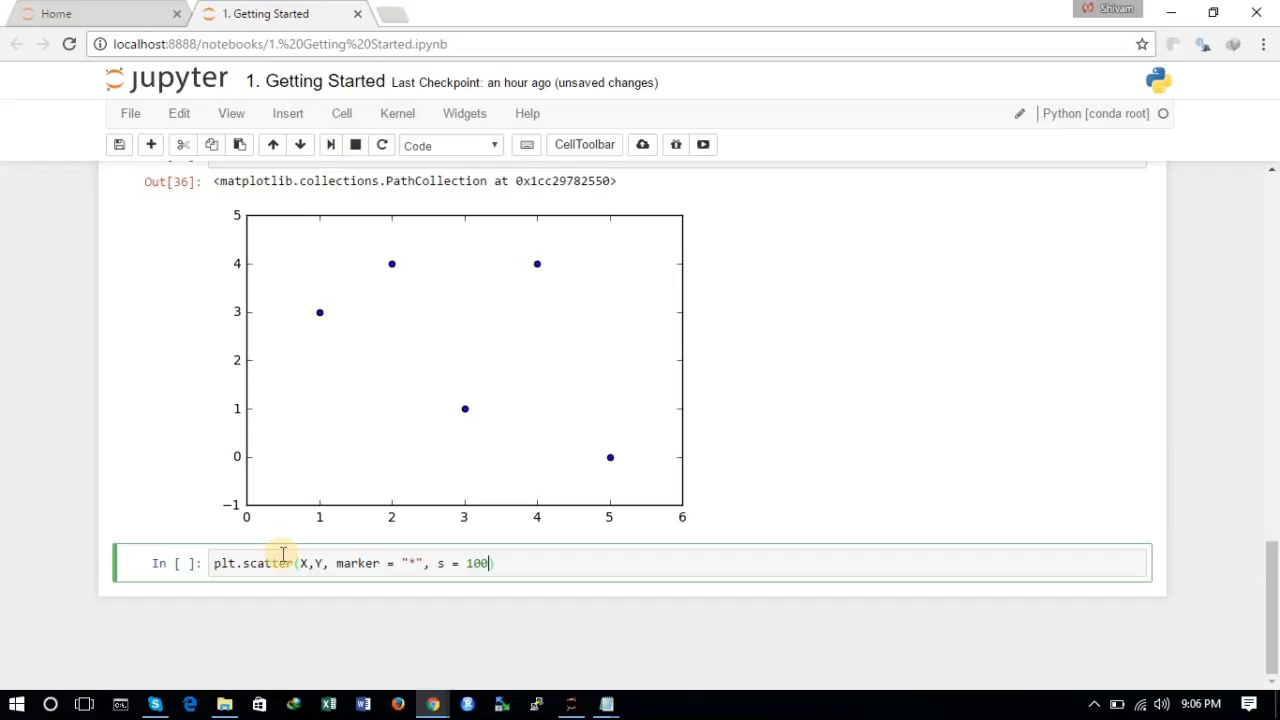 Home
1. Getting Started
Shivam
localhost:8888/notebooks/1.%20Getting%20Started.ipynb
jupyter 1. Getting Started Last Checkpoint: an hour ago (unsaved changes)
File Edit View Insert Cell Kernel Widgets Help Python [conda root]
Code CellToolbar
Out[36]: <matplotlib.collections.PathCollection at 0x1cc29782550>
5
4
3
2
1
0
−1
0 1 2 3 4 5 6
In [ ]: plt.scatter(X,Y, marker = "*", s = 100)
9:06 PM